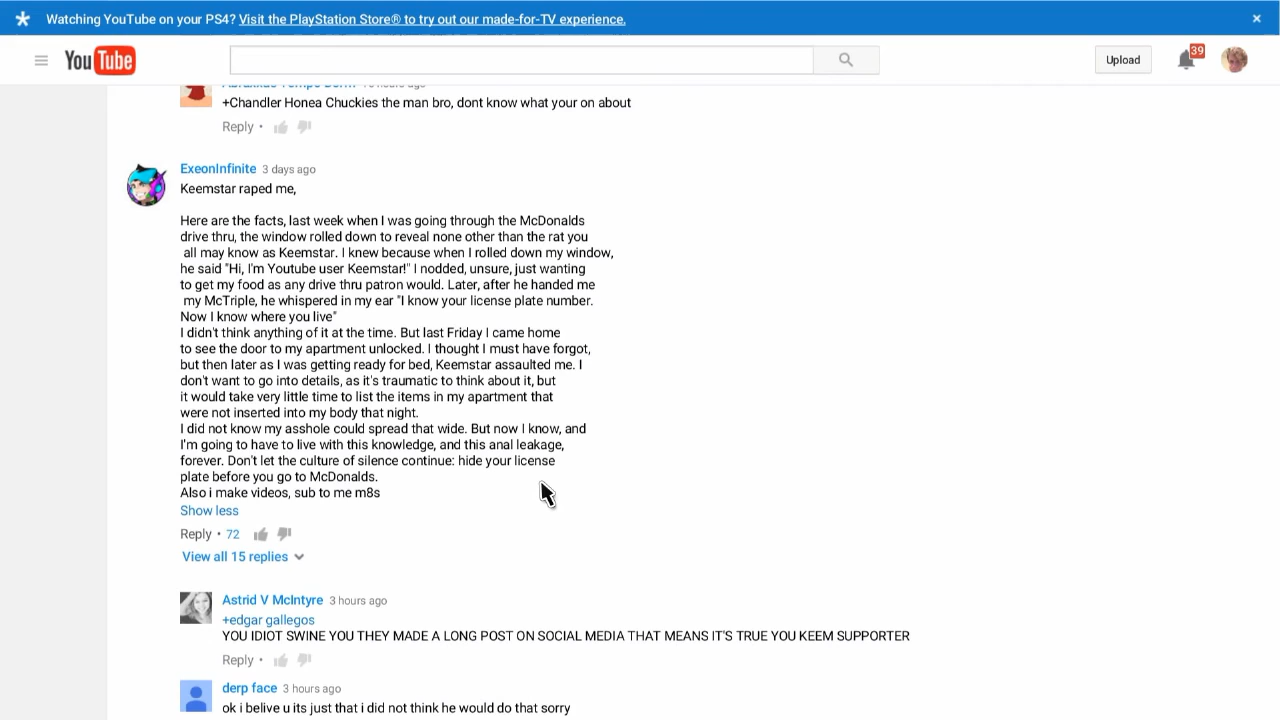 Watching YouTube on your PS4? Visit the PlayStation Store® to try out our made-for-TV experience.
YouTube
Upload
39
+Chandler Honea Chuckies the man bro, dont know what your on about
Reply •
ExeonInfinite 3 days ago
Keemstar raped me,
Here are the facts, last week when I was going through the McDonalds
drive thru, the window rolled down to reveal none other than the rat you
all may know as Keemstar. I knew because when I rolled down my window,
he said "Hi, I'm Youtube user Keemstar!" I nodded, unsure, just wanting
to get my food as any drive thru patron would. Later, after he handed me
my McTriple, he whispered in my ear "I know your license plate number.
Now I know where you live"
I didn't think anything of it at the time. But last Friday I came home
to see the door to my apartment unlocked. I thought I must have forgot,
but then later as I was getting ready for bed, Keemstar assaulted me. I
don't want to go into details, as it's traumatic to think about it, but
it would take very little time to list the items in my apartment that
were not inserted into my body that night.
I did not know my asshole could spread that wide. But now I know, and
I'm going to have to live with this knowledge, and this anal leakage,
forever. Don't let the culture of silence continue: hide your license
plate before you go to McDonalds.
Also i make videos, sub to me m8s
Show less
Reply • 72
View all 15 replies
Astrid V McIntyre 3 hours ago
+edgar gallegos
YOU IDIOT SWINE YOU THEY MADE A LONG POST ON SOCIAL MEDIA THAT MEANS IT'S TRUE YOU KEEM SUPPORTER
Reply •
derp face 3 hours ago
ok i belive u its just that i did not think he would do that sorry